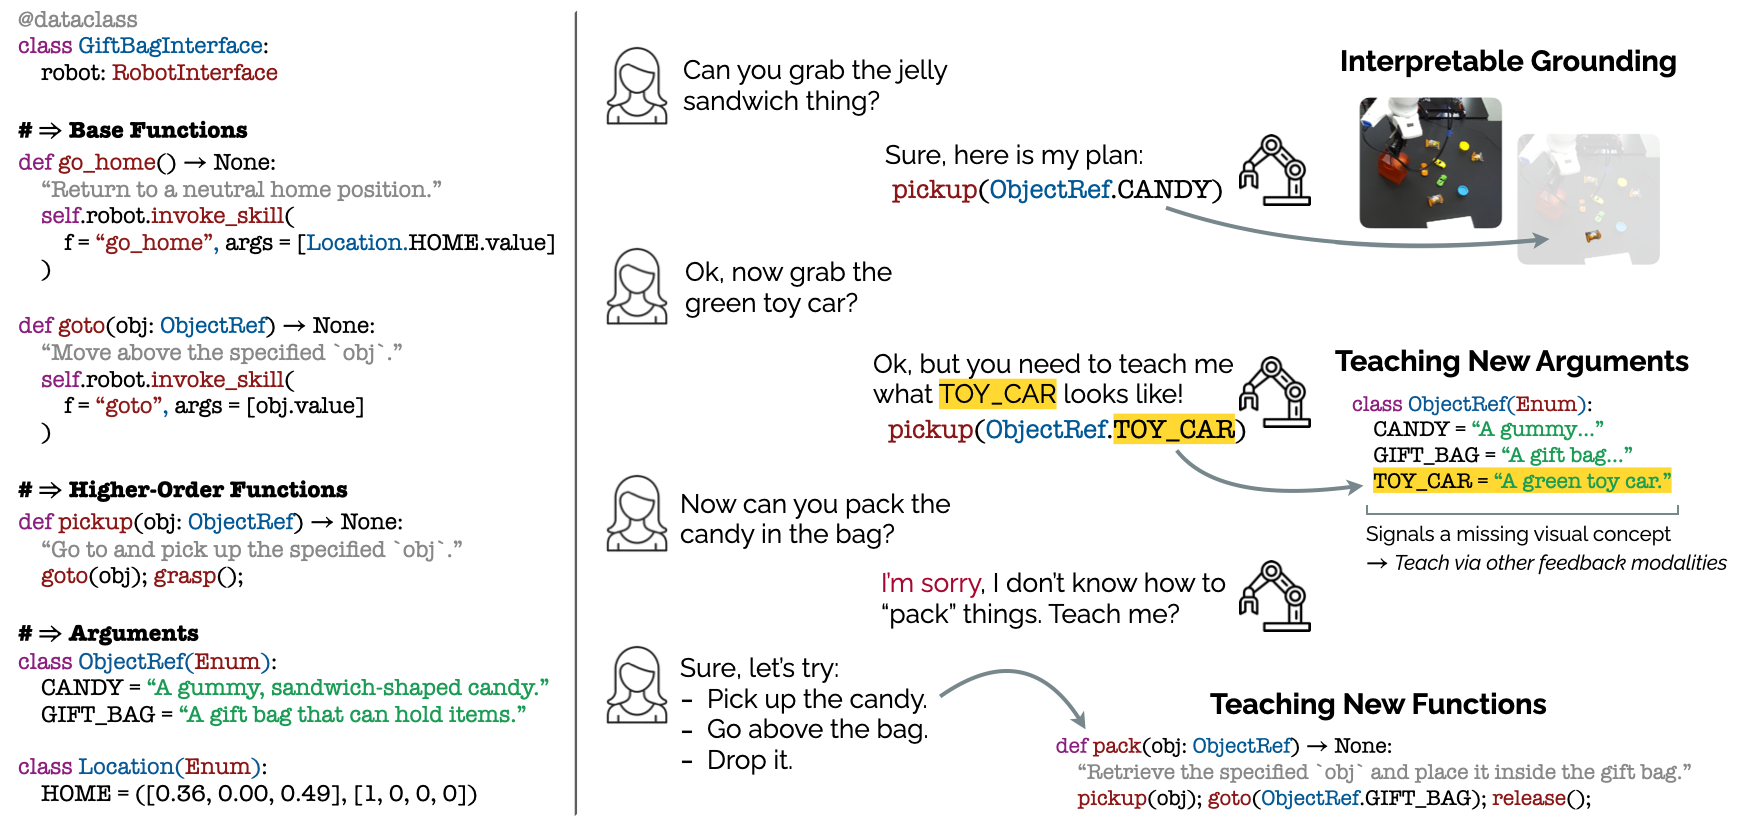 @dataclass
class GiftBagInterface:
robot: RobotInterface
# ⇒ Base Functions
def go_home() → None:
“Return to a neutral home position.”
self.robot.invoke_skill(
f = “go_home”, args = [Location.HOME.value]
)
def goto(obj: ObjectRef) → None:
“Move above the specified `obj`.”
self.robot.invoke_skill(
f = “goto”, args = [obj.value]
)
# ⇒ Higher-Order Functions
def pickup(obj: ObjectRef) → None:
“Go to and pick up the specified `obj`.”
goto(obj); grasp();
# ⇒ Arguments
class ObjectRef(Enum):
CANDY = “A gummy, sandwich-shaped candy.”
GIFT_BAG = “A gift bag that can hold items.”
class Location(Enum):
HOME = ([0.36, 0.00, 0.49], [1, 0, 0, 0])
Can you grab the jelly
sandwich thing?
Interpretable Grounding
Sure, here is my plan:
pickup(ObjectRef.CANDY)
Ok, now grab the
green toy car?
Ok, but you need to teach me
what TOY_CAR looks like!
pickup(ObjectRef.TOY_CAR)
Teaching New Arguments
class ObjectRef(Enum):
CANDY = “A gummy...”
GIFT_BAG = “A gift bag...”
TOY_CAR = “A green toy car.”
Signals a missing visual concept
→ Teach via other feedback modalities
Now can you pack the
candy in the bag?
I’m sorry, I don’t know how to
“pack” things. Teach me?
Sure, let’s try:
- Pick up the candy.
- Go above the bag.
- Drop it.
Teaching New Functions
def pack(obj: ObjectRef) → None:
“Retrieve the specified `obj` and place it inside the gift bag.”
pickup(obj); goto(ObjectRef.GIFT_BAG); release();